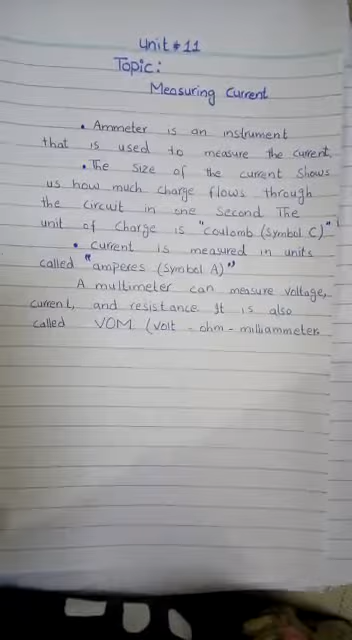 Unit # 11
Topic:
Measuring Current
• Ammeter is an instrument
that is used to measure the current.
• The size of the current shows
us how much charge flows through
the circuit in one second The
unit of charge is "coulomb (symbol C)"
• Current is measured in units
called "amperes (symbol A)"
A multimeter can measure voltage,
current, and resistance It is also
called VOM (volt - ohm - milliammeter